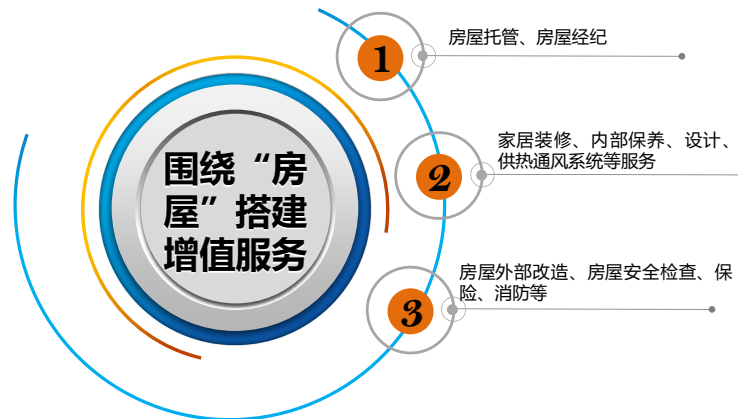 围绕“房
屋”搭建
增值服务
1
房屋托管、房屋经纪
2
家居装修、内部保养、设计、
供热通风系统等服务
3
房屋外部改造、房屋安全检查、保
险、消防等